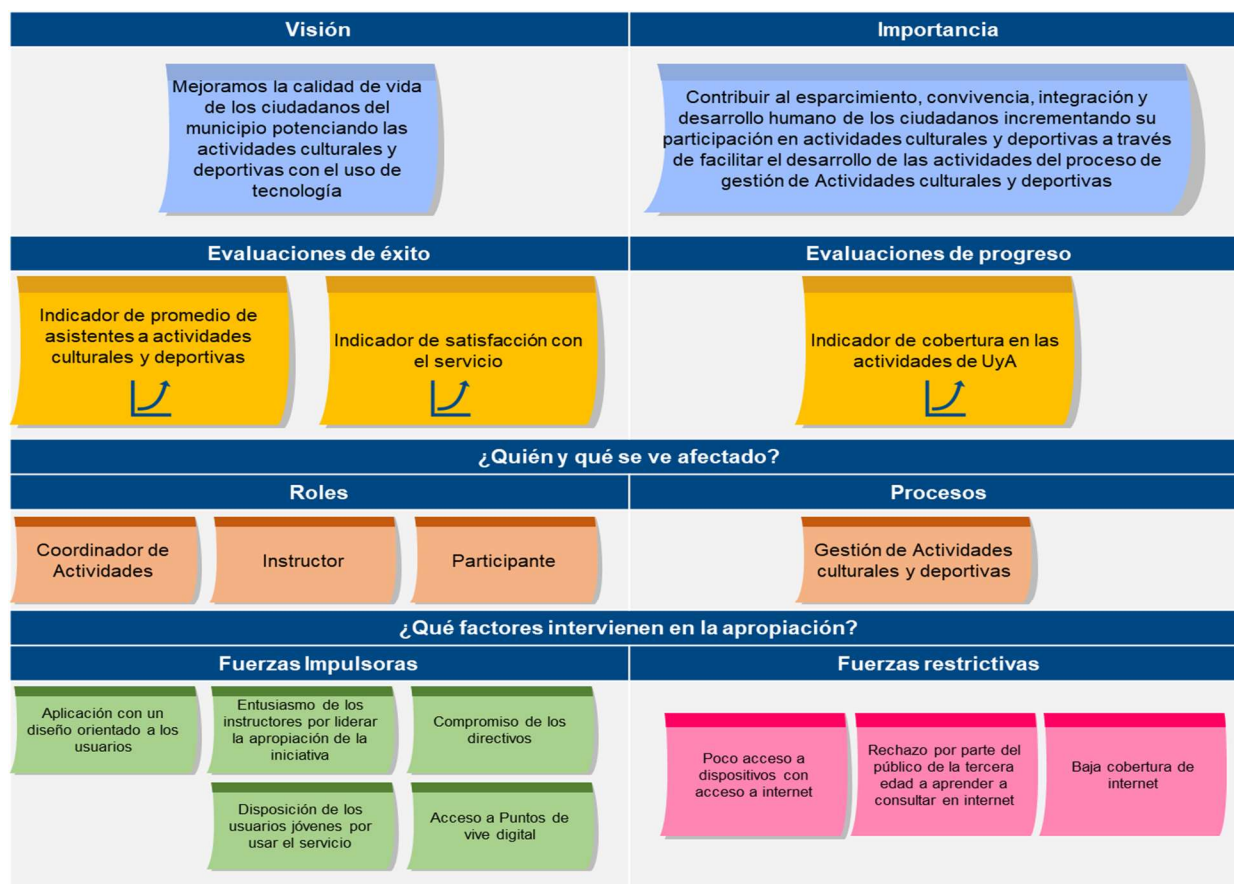 Visión
Mejoramos la calidad de vida
de los ciudadanos del
municipio potenciando las
actividades culturales y
deportivas con el uso de
tecnología
Importancia
Contribuir al esparcimiento, convivencia, integración y
desarrollo humano de los ciudadanos incrementando su
participación en actividades culturales y deportivas a través
de facilitar el desarrollo de las actividades del proceso de
gestión de Actividades culturales y deportivas
Evaluaciones de éxito
Indicador de promedio de
asistentes a actividades
culturales y deportivas
Indicador de satisfacción con
el servicio
Evaluaciones de progreso
Indicador de cobertura en las
actividades de UyA
¿Quién y qué se ve afectado?
Roles
Coordinador de
Actividades
Instructor
Participante
Procesos
Gestión de Actividades
culturales y deportivas
¿Qué factores intervienen en la apropiación?
Fuerzas Impulsoras
Aplicación con un
diseño orientado a los
usuarios
Entusiasmo de los
instructores por liderar
la apropiación de la
iniciativa
Compromiso de los
directivos
Disposición de los
usuarios jóvenes por
usar el servicio
Acceso a Puntos de
vive digital
Fuerzas restrictivas
Poco acceso a
dispositivos con
acceso a internet
Rechazo por parte del
público de la tercera
edad a aprender a
consultar en internet
Baja cobertura de
internet